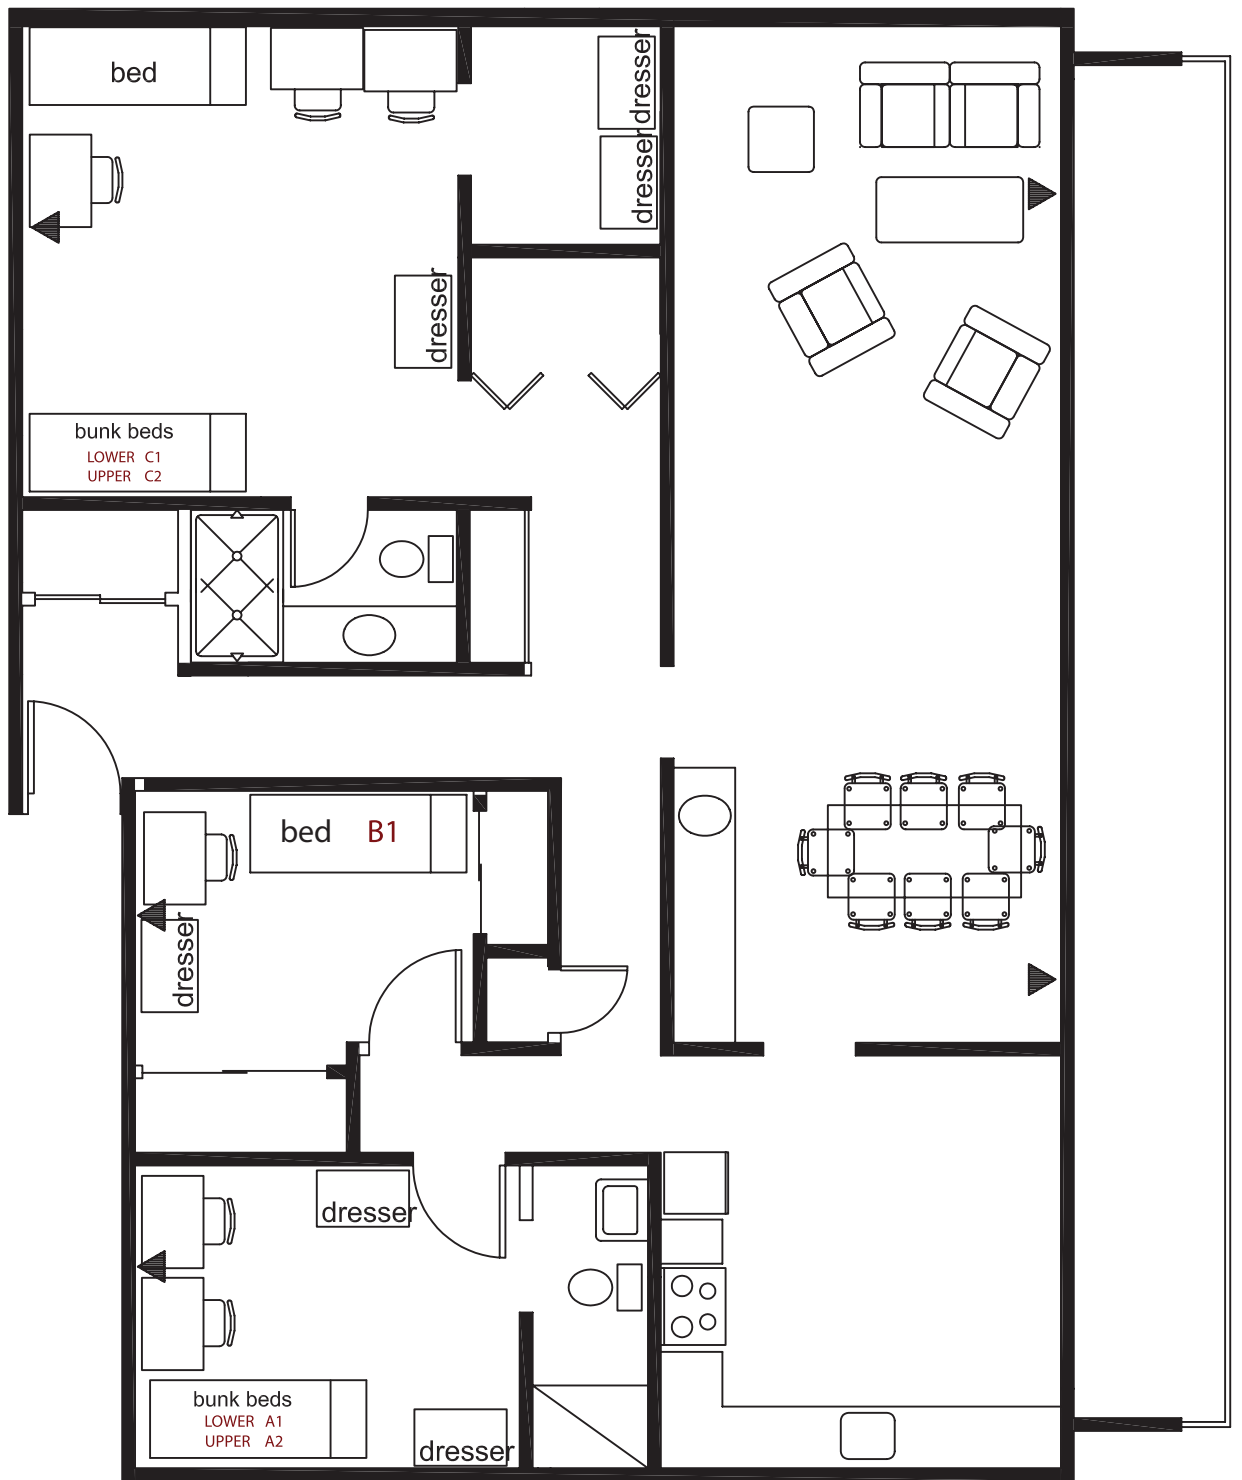 bed
dresser
dresser
dresser
bunk beds
LOWER C1
UPPER C2
bed B1
dresser
dresser
bunk beds
LOWER A1
UPPER A2
dresser